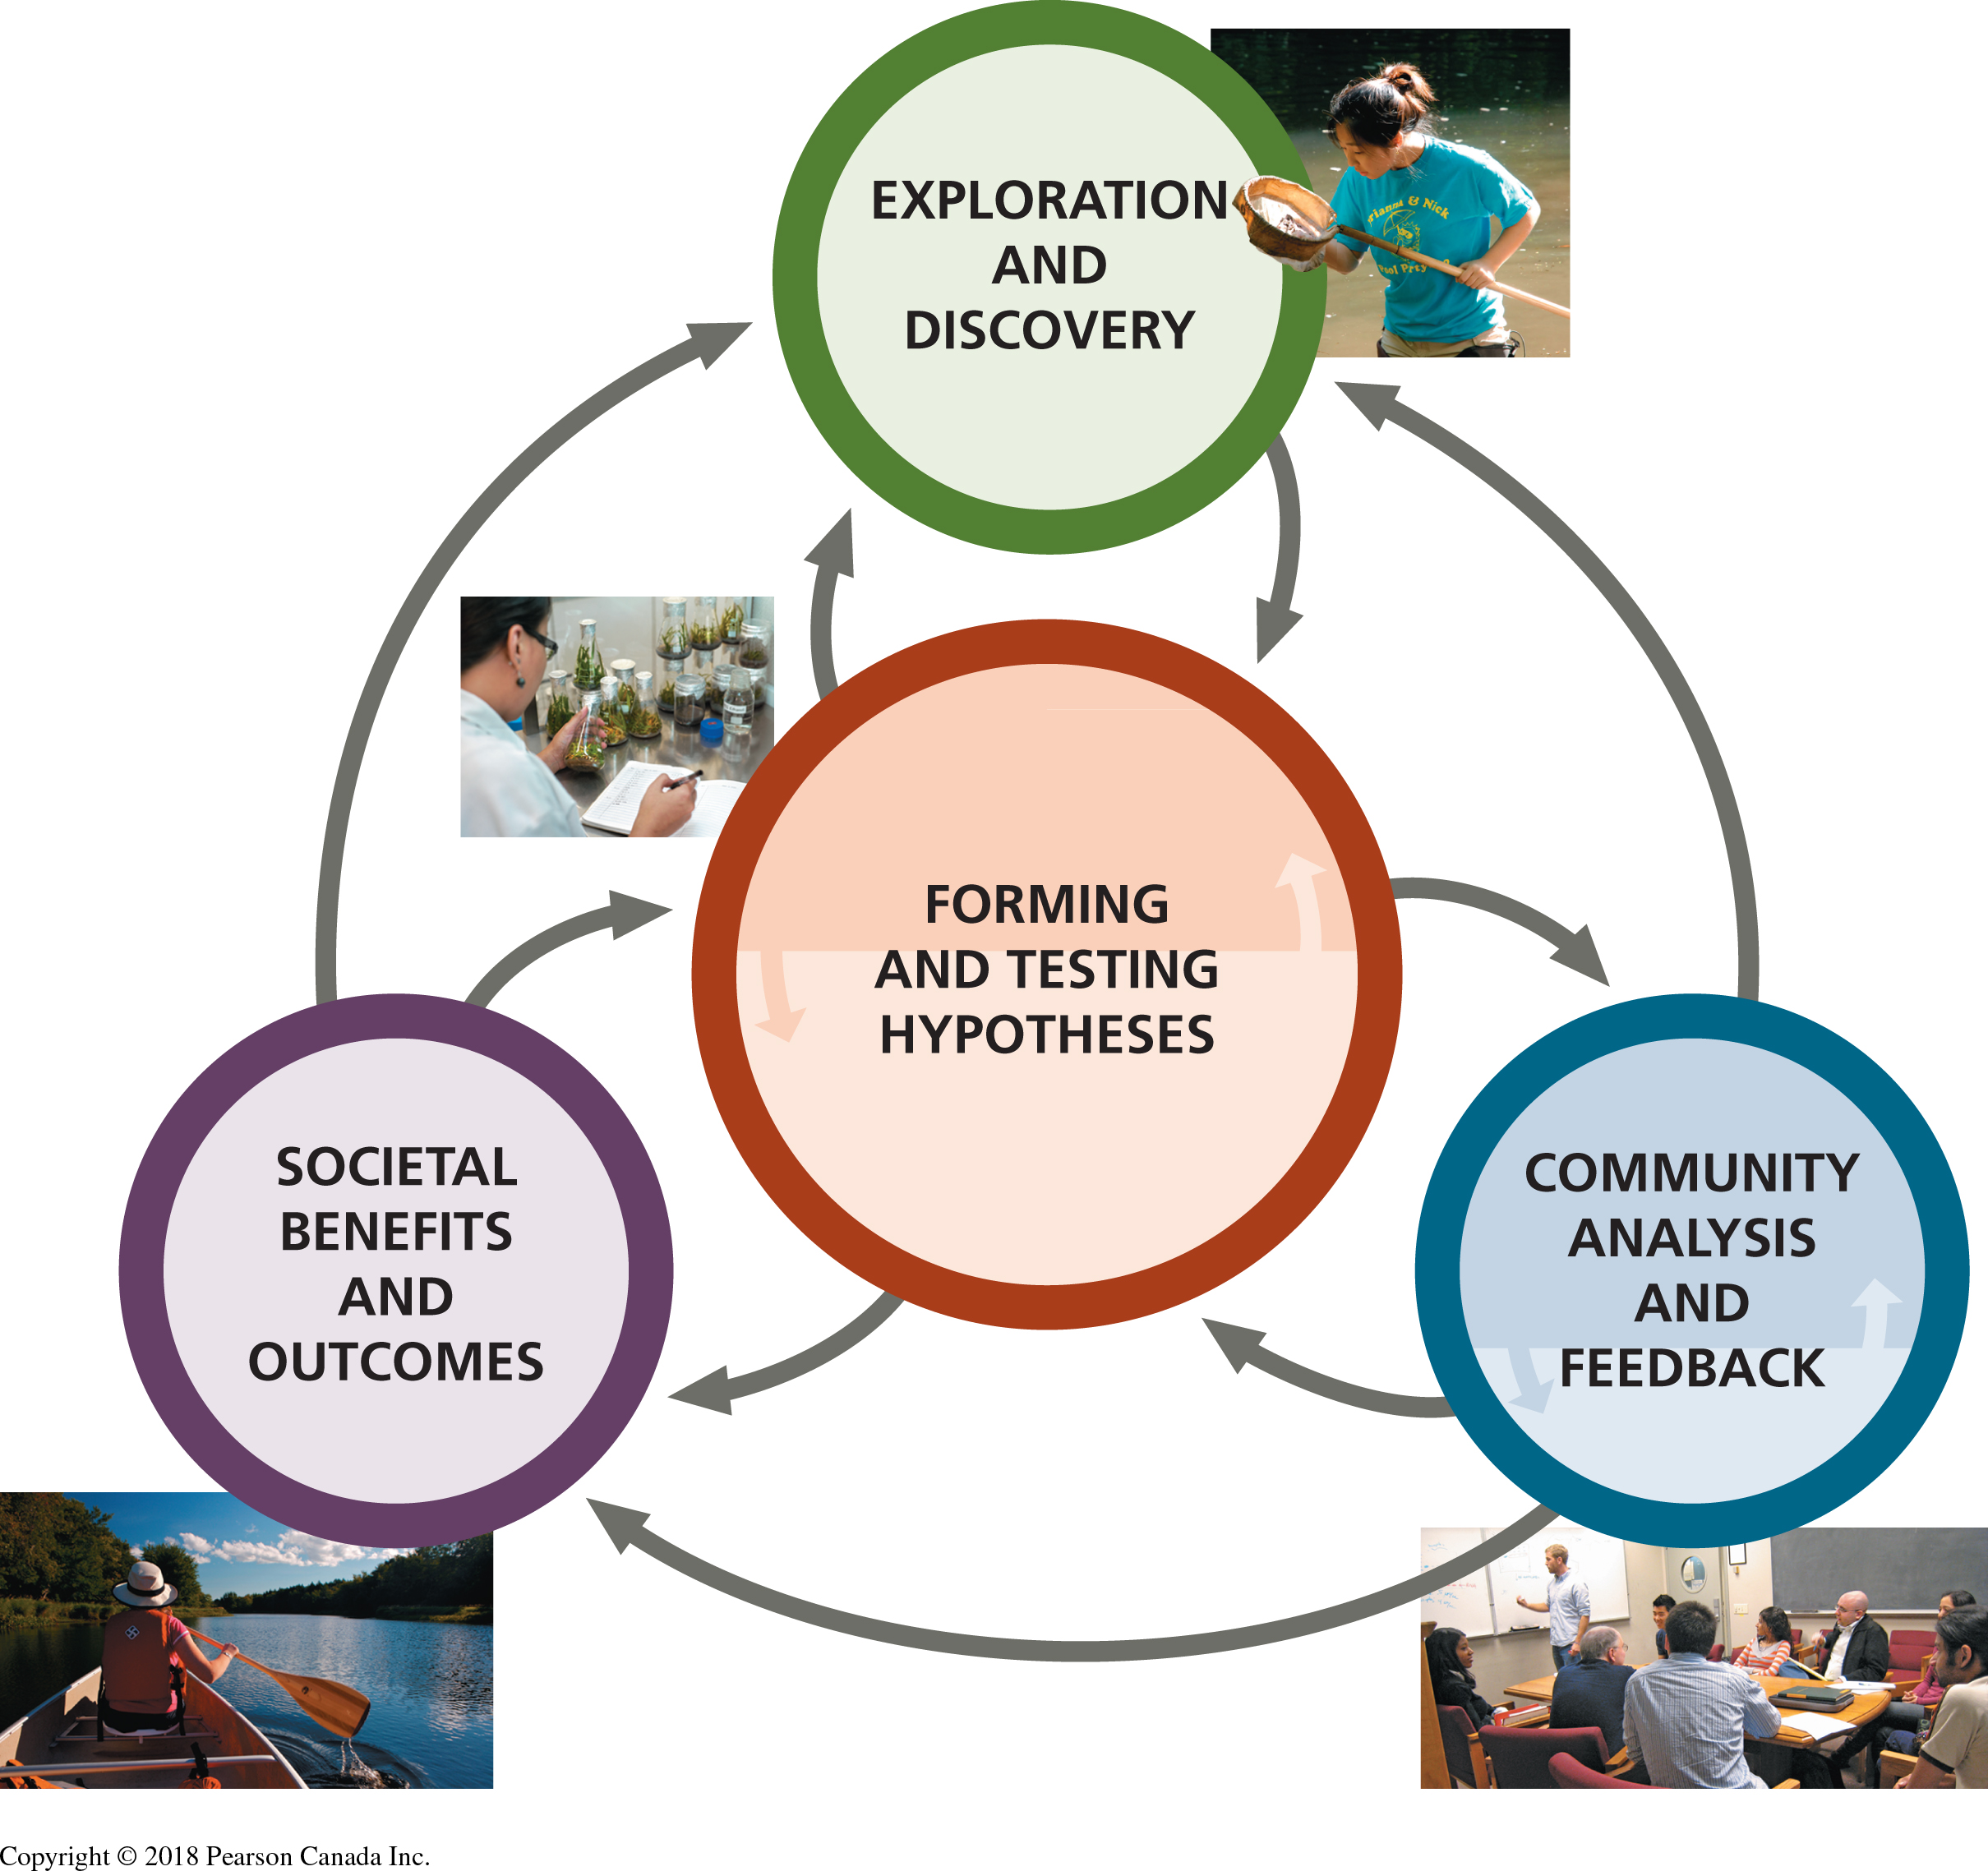 EXPLORATION
AND
DISCOVERY
FORMING
AND TESTING
HYPOTHESES
SOCIETAL
BENEFITS
AND
OUTCOMES
COMMUNITY
ANALYSIS
AND
FEEDBACK
Copyright © 2018 Pearson Canada Inc.